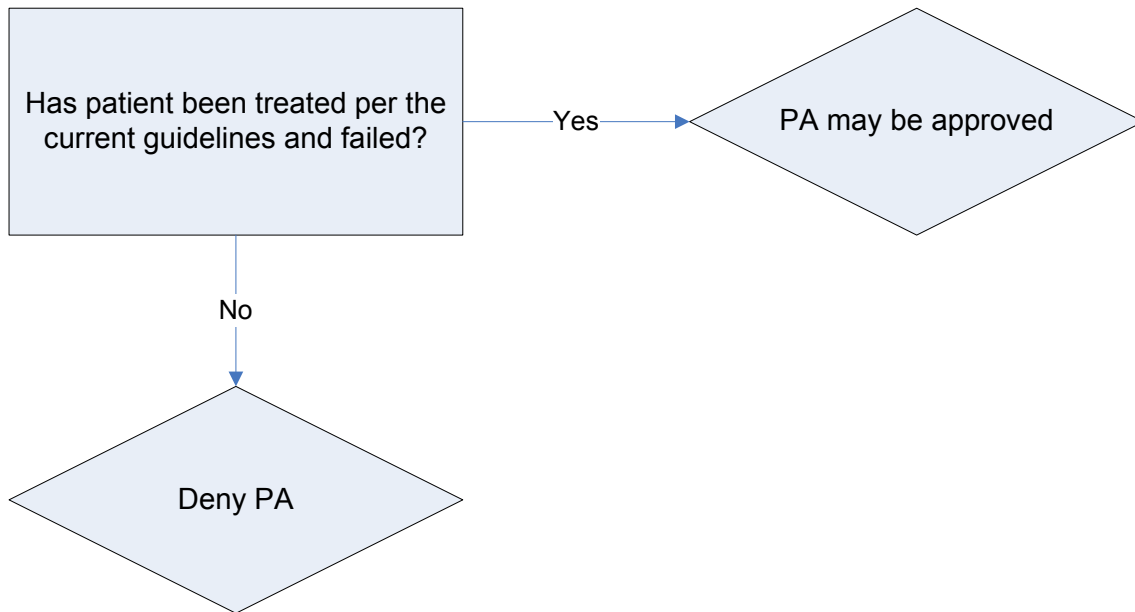 Has patient been treated per the
current guidelines and failed?
Yes
PA may be approved
No
Deny PA